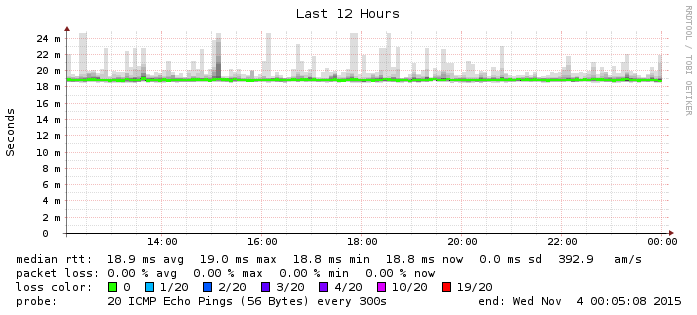 Last 12 Hours
RRDTOOL / TOBI OETIKER
Seconds
24 m
22 m
20 m
18 m
16 m
14 m
12 m
10 m
8 m
6 m
4 m
2 m
0
14:00 16:00 18:00 20:00 22:00 00:00
median rtt: 18.9 ms avg 19.0 ms max 18.8 ms min 18.8 ms now 0.0 ms sd 392.9 am/s
packet loss: 0.00 % avg 0.00 % max 0.00 % min 0.00 % now
loss color: 0 1/20 2/20 3/20 4/20 10/20 19/20
probe: 20 ICMP Echo Pings (56 Bytes) every 300s end: Wed Nov 4 00:05:08 2015